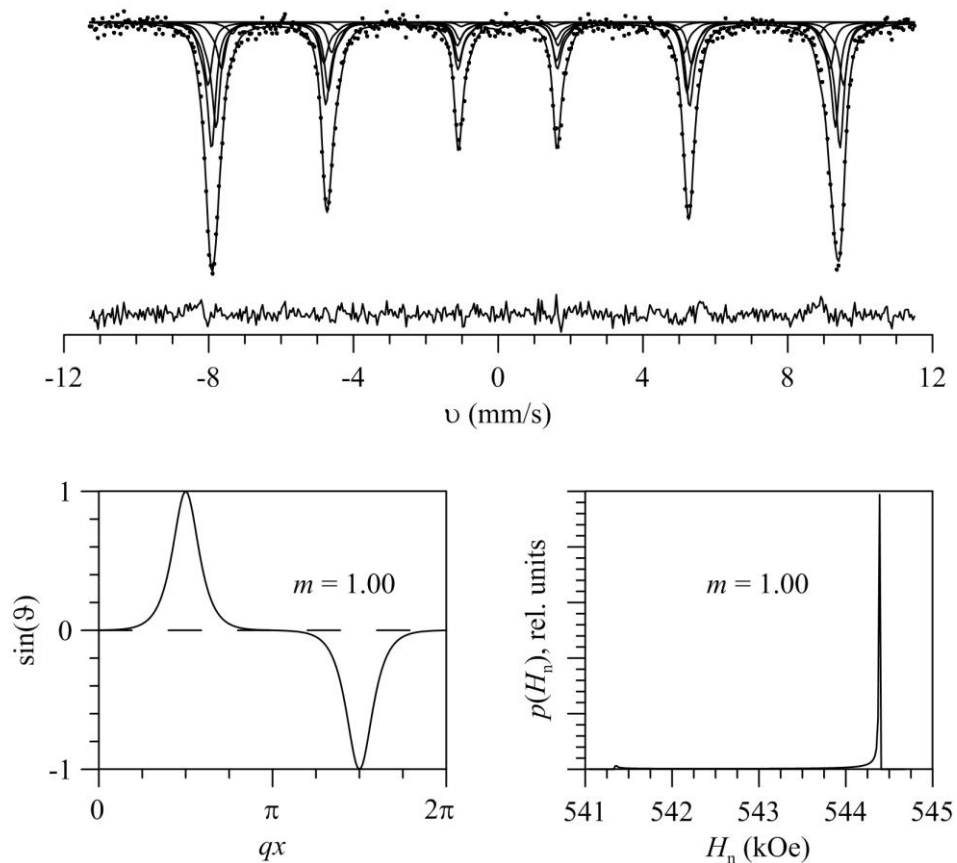 -12 -8 -4 0 4 8 12
υ (mm/s)
1
0
-1
sin(ϑ)
m = 1.00
0 π 2π
qx
p(Hn), rel. units
m = 1.00
541 542 543 544 545
Hn (kOe)